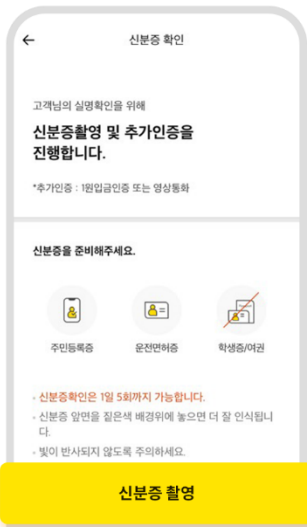 신분증 확인
고객님의 실명확인을 위해
신분증촬영 및 추가인증을
진행합니다.
*추가인증 : 1원입금인증 또는 영상통화
신분증을 준비해주세요.
주민등록증 운전면허증 학생증/여권
• 신분증확인은 1일 5회까지 가능합니다.
• 신분증 앞면을 짙은색 배경위에 놓으면 더 잘 인식됩니
다.
• 빛이 반사되지 않도록 주의하세요.
신분증 촬영